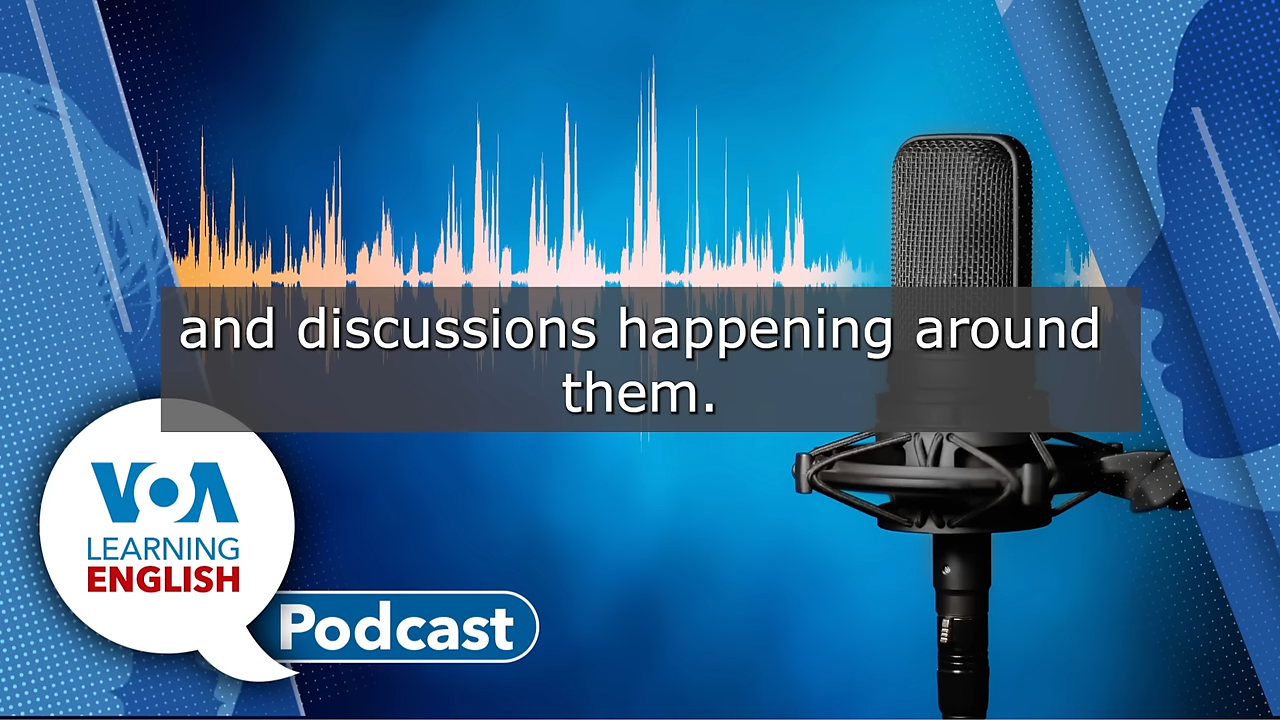 and discussions happening around
them.
VOA
LEARNING
ENGLISH
Podcast